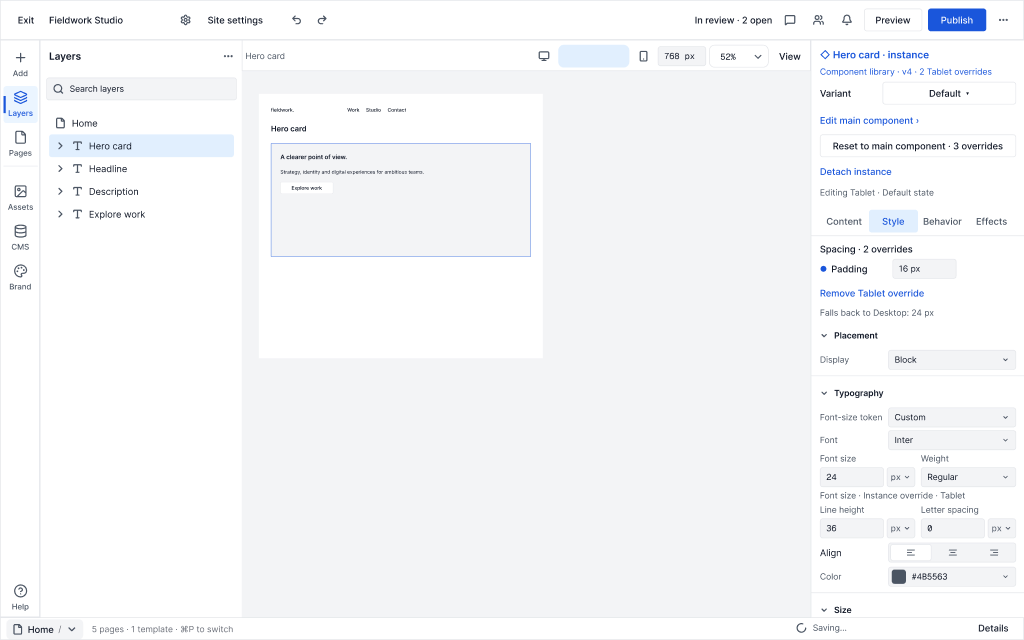 Exit Fieldwork Studio Site settings In review · 2 open Preview Publish
Add
Layers
Pages
Assets
CMS
Brand
Help
Layers
Search layers
Home
Hero card
Headline
Description
Explore work
Hero card 768 px 52% View
fieldwork. Work Studio Contact
Hero card
A clearer point of view.
Strategy, identity and digital experiences for ambitious teams.
Explore work
Hero card · instance
Component library · v4 · 2 Tablet overrides
Variant Default
Edit main component ›
Reset to main component · 3 overrides
Detach instance
Editing Tablet · Default state
Content Style Behavior Effects
Spacing · 2 overrides
Padding 16 px
Remove Tablet override
Falls back to Desktop: 24 px
Placement
Display Block
Typography
Font-size token Custom
Font Inter
Font size Weight
24 px Regular
Font size · Instance override · Tablet
Line height Letter spacing
36 px 0 px
Align
Color #4B5563
Size
Home / 5 pages · 1 template · ⌘P to switch Saving... Details